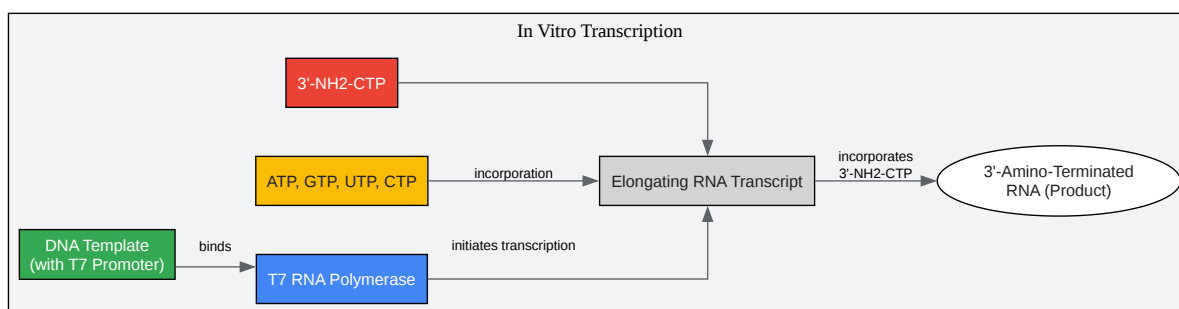 In Vitro Transcription
3'-NH2-CTP
ATP, GTP, UTP, CTP
incorporation
Elongating RNA Transcript
incorporates
3'-NH2-CTP
3'-Amino-Terminated
RNA (Product)
DNA Template
(with T7 Promoter)
binds
T7 RNA Polymerase
initiates transcription